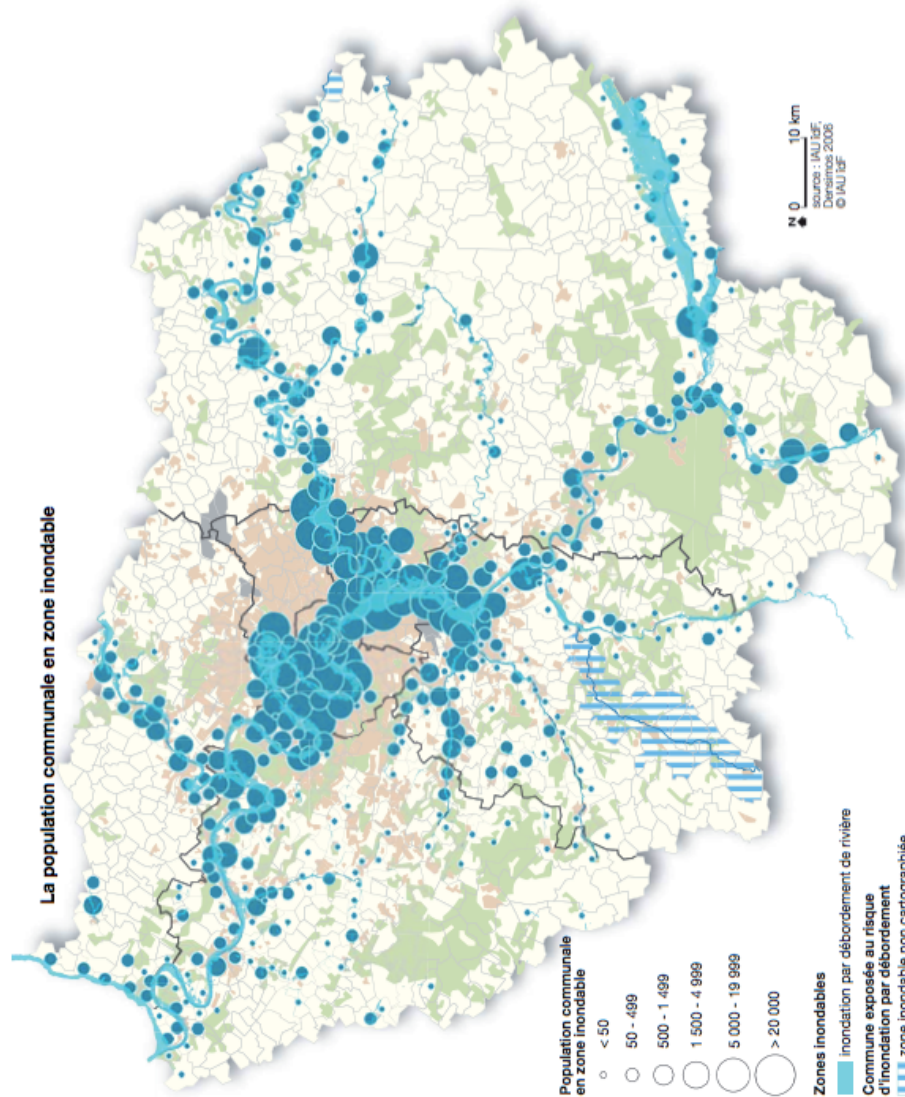 La population communale en zone inondable
Population communale
en zone inondable
< 50
50 - 499
500 - 1 499
1 500 - 4 999
5 000 - 19 999
> 20 000
Zones inondables
inondation par débordement de rivière
Commune exposée au risque
d'inondation par débordement
zone inondable non cartographiée
N 0 10 km
source : IAU îdF,
Densimos 2006
© IAU îdF